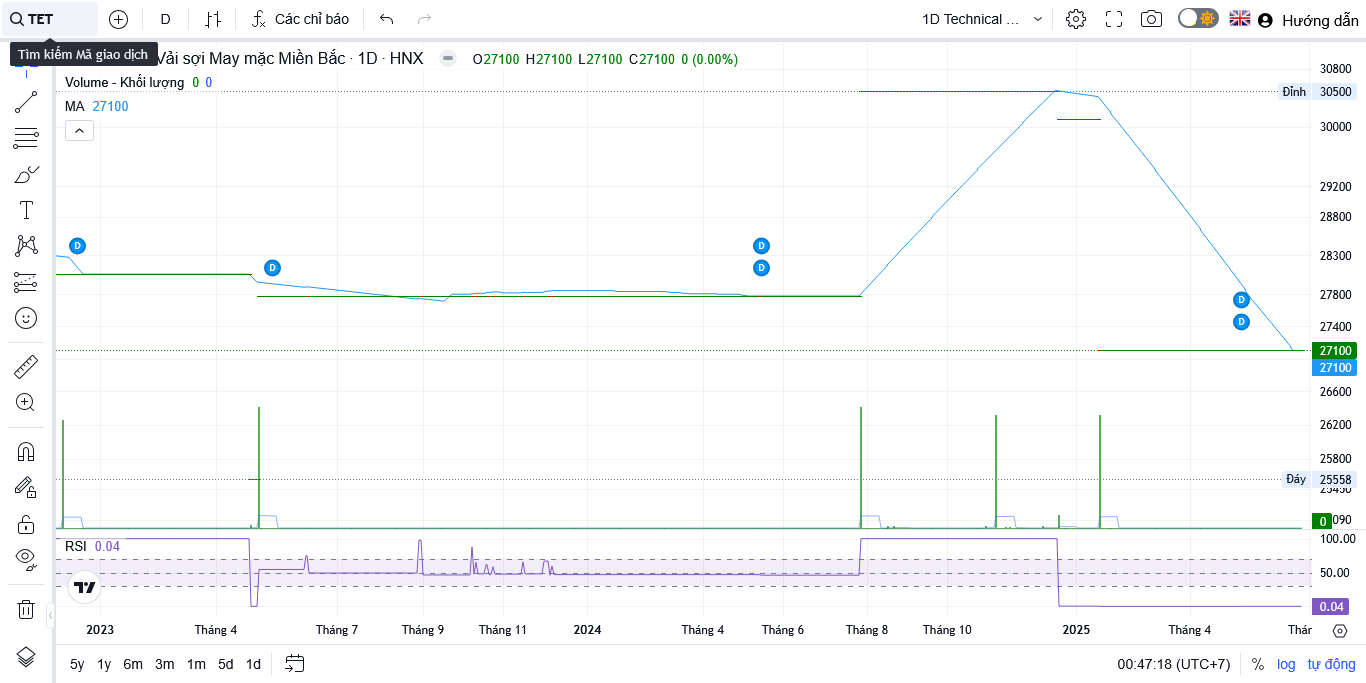 TET
D
Các chỉ báo
1D Technical ...
Hướng dẫn
Tìm kiếm Mã giao dịch
Vải sợi May mặc Miền Bắc · 1D · HNX
O27100 H27100 L27100 C27100 0 (0.00%)
Volume - Khối lượng 0 0
MA 27100
30800
Đỉnh 30500
30000
29200
28800
D
D
D
D
28300
D
27800
D
27400
27100
27100
26600
26200
25800
Đáy 25558
0
RSI 0.04
100.00
50.00
0.04
2023
Tháng 4
Tháng 7
Tháng 9
Tháng 11
2024
Tháng 4
Tháng 6
Tháng 8
Tháng 10
2025
Tháng 4
Thár
5y 1y 6m 3m 1m 5d 1d
00:47:18 (UTC+7)
%
log
tự động